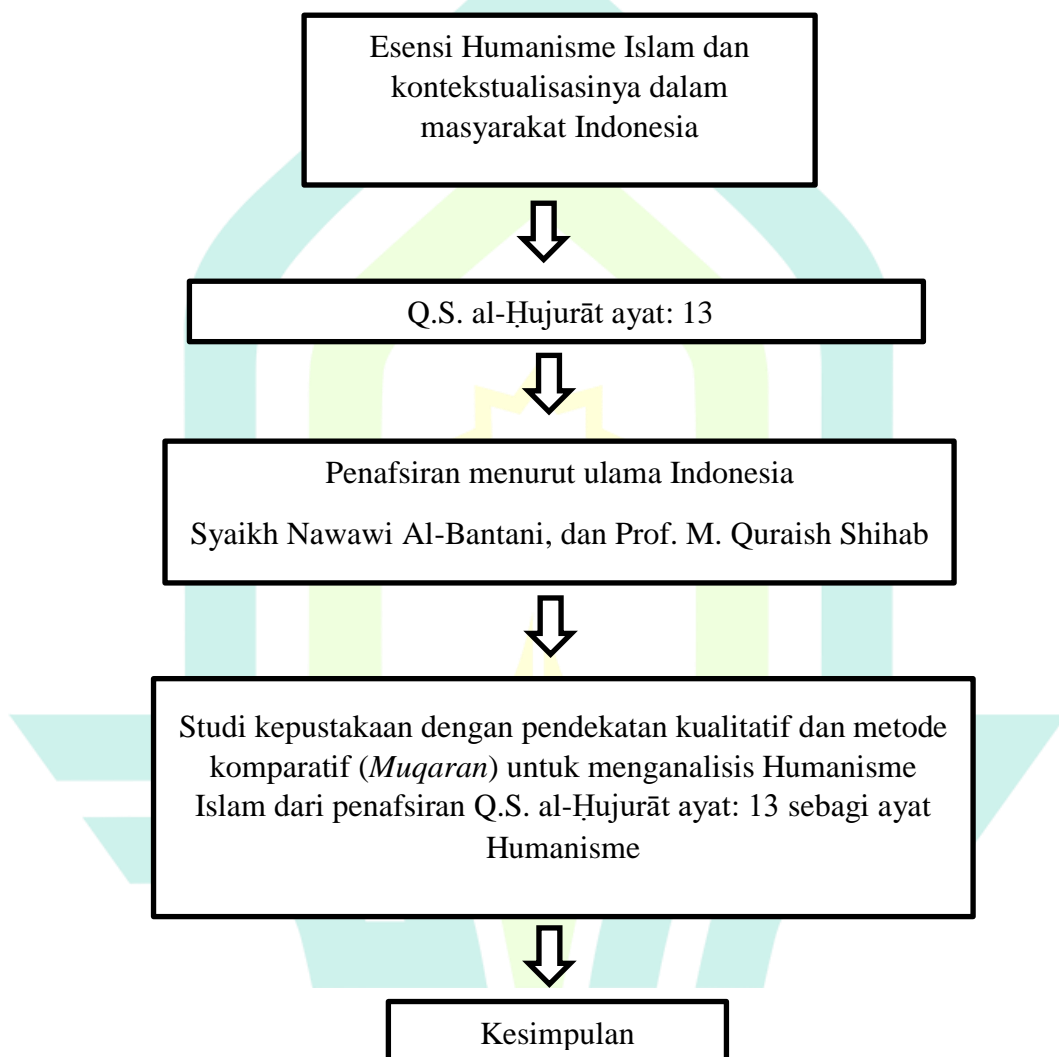 Esensi Humanisme Islam dan
kontekstualisasinya dalam
masyarakat Indonesia
Q.S. al-Ḥujurāt ayat: 13
Penafsiran menurut ulama Indonesia
Syaikh Nawawi Al-Bantani, dan Prof. M. Quraish Shihab
Studi kepustakaan dengan pendekatan kualitatif dan metode
komparatif (Muqaran) untuk menganalisis Humanisme
Islam dari penafsiran Q.S. al-Ḥujurāt ayat: 13 sebagi ayat
Humanisme
Kesimpulan